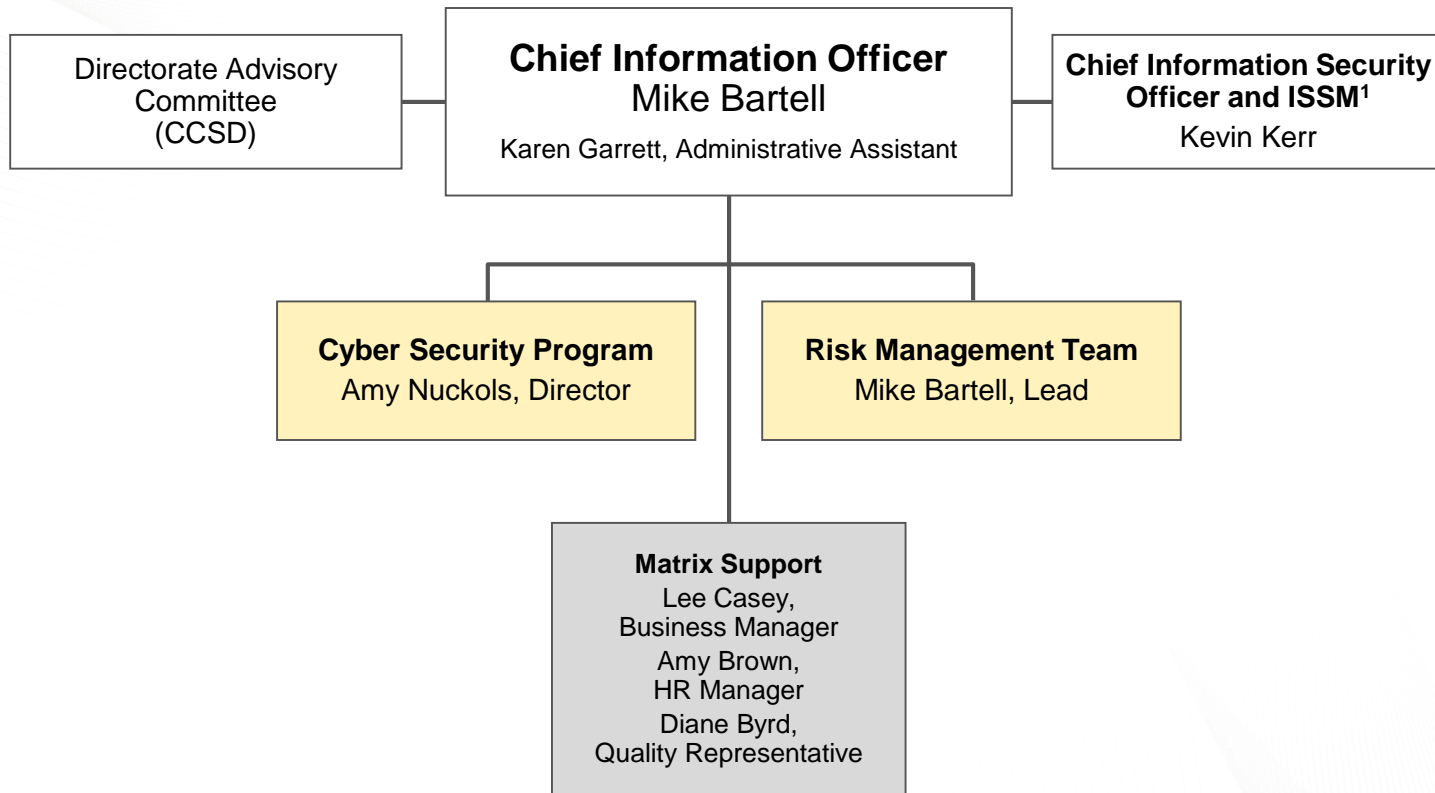 Directorate Advisory
Committee
(CCSD)
Chief Information Officer
Mike Bartell
Karen Garrett, Administrative Assistant
Chief Information Security
Officer and ISSM¹
Kevin Kerr
Cyber Security Program
Amy Nuckols, Director
Risk Management Team
Mike Bartell, Lead
Matrix Support
Lee Casey,
Business Manager
Amy Brown,
HR Manager
Diane Byrd,
Quality Representative